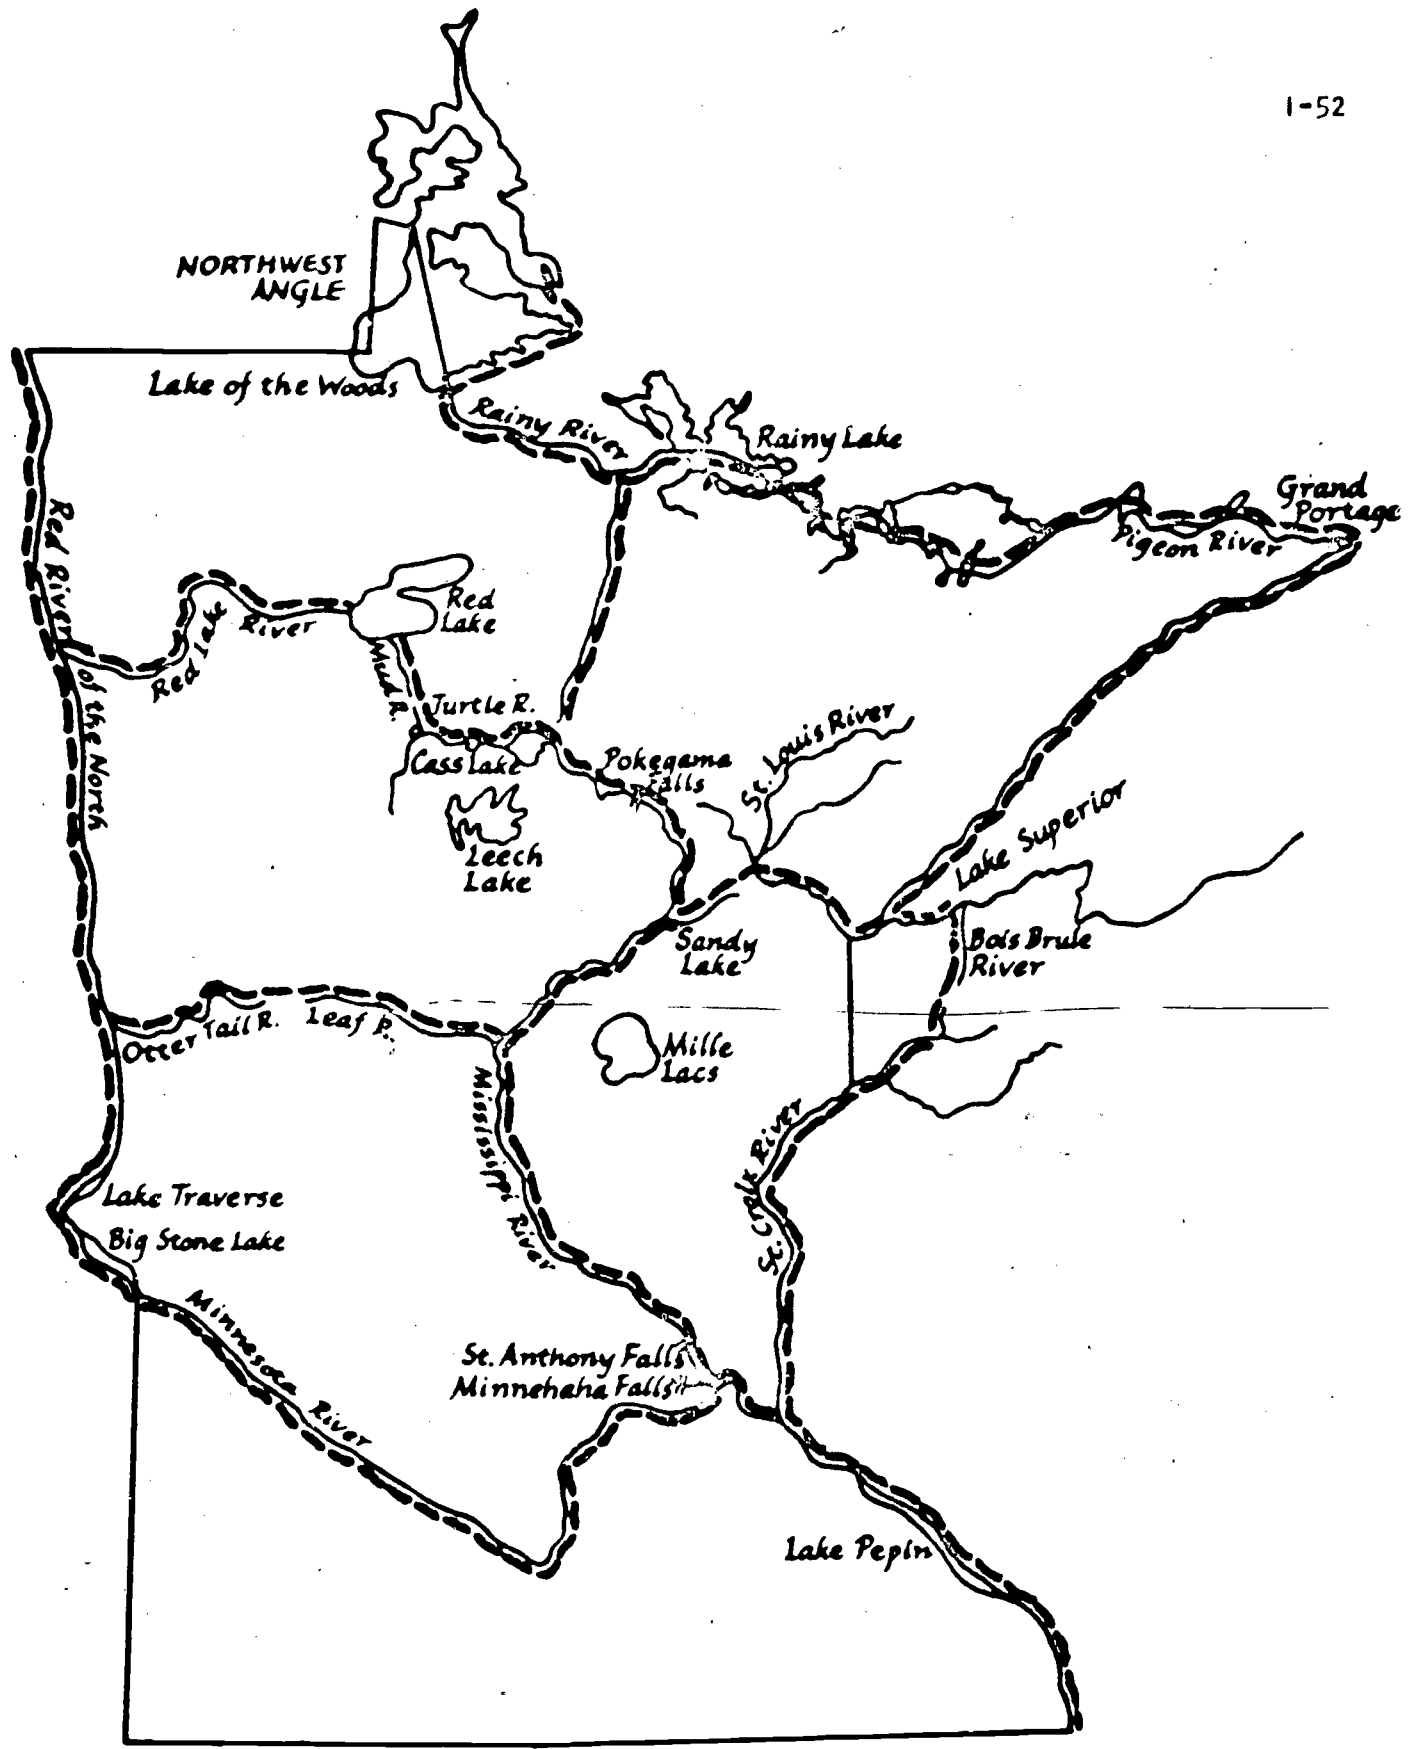 1-52
NORTHWEST
ANGLE
Lake of the Woods
Rainy River
Rainy Lake
Grand
Portage
Pigeon River
Red River
of the North
Red Lake
River
Red
Lake
Mud R.
Turtle R.
Cass Lake
Pokegama
Falls
St. Louis River
Leech
Lake
Lake Superior
Sandy
Lake
Bois Brule
River
Otter Tail R.
Leaf R.
Mille
Lacs
Mississippi River
St. Croix River
Lake Traverse
Big Stone Lake
Minnesota River
St. Anthony Falls
Minnehaha Falls
Lake Pepin